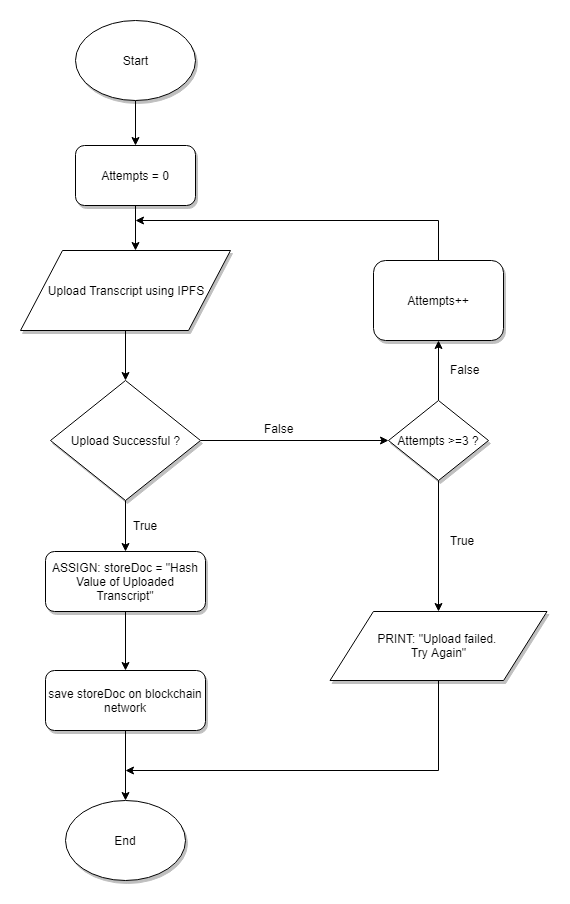 Start
Attempts = 0
Upload Transcript using IPFS
Attempts++
False
Upload Successful ?
False
Attempts >=3 ?
True
True
ASSIGN: storeDoc = "Hash
Value of Uploaded
Transcript"
PRINT: "Upload failed.
Try Again"
save storeDoc on blockchain
network
End